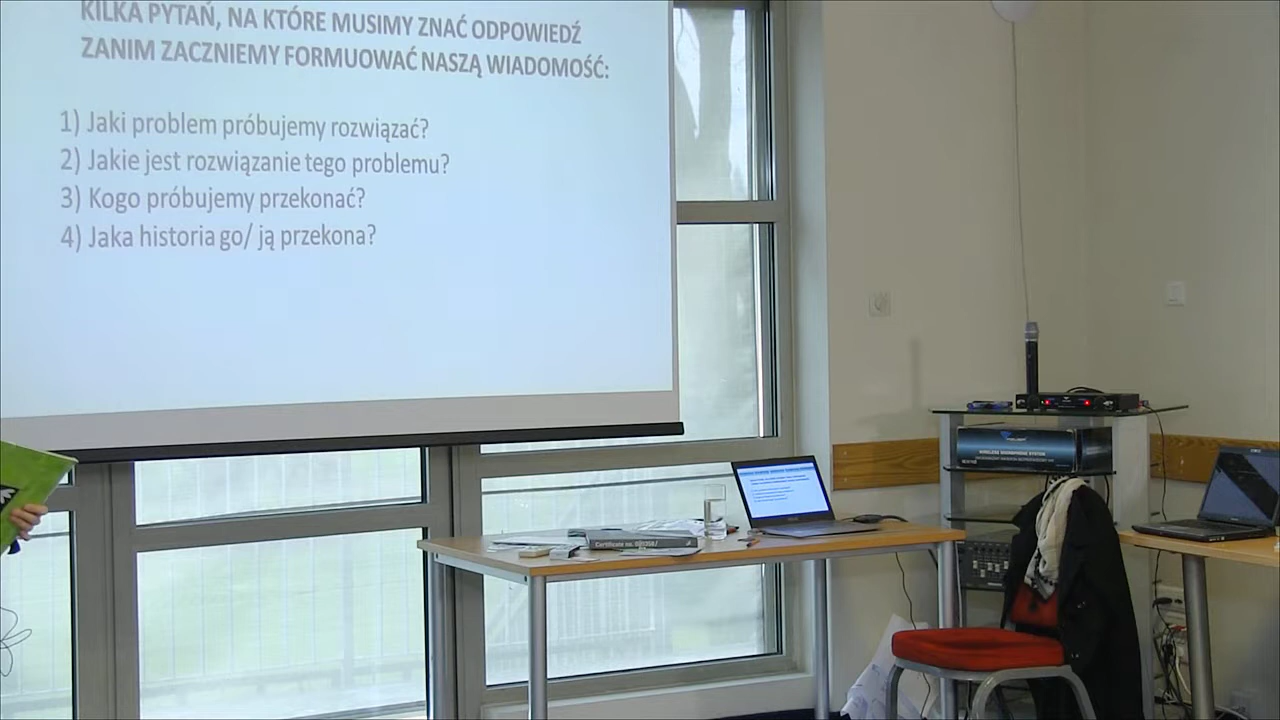 KILKA PYTAŃ, NA KTÓRE MUSIMY ZNAĆ ODPOWIEDŹ
ZANIM ZACZNIEMY FORMUOWAĆ NASZĄ WIADOMOŚĆ:
1) Jaki problem próbujemy rozwiązać?
2) Jakie jest rozwiązanie tego problemu?
3) Kogo próbujemy przekonać?
4) Jaka historia go/ ją przekona?